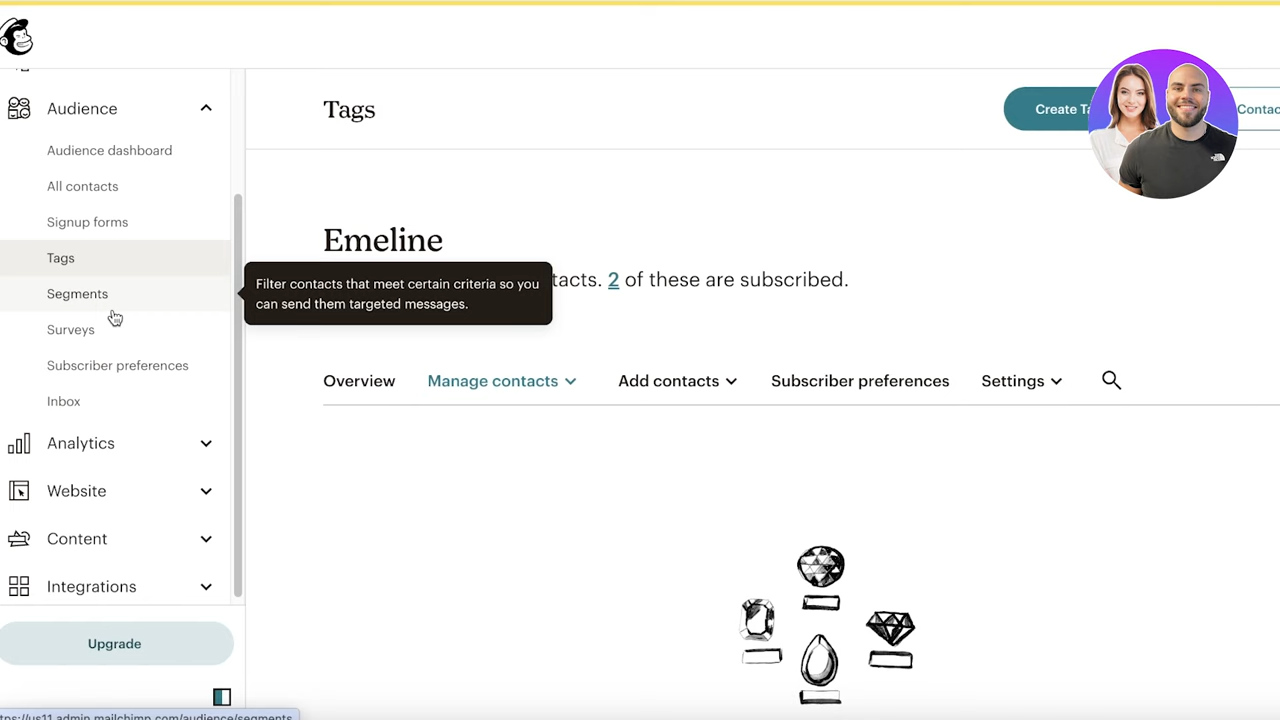 Audience
Audience dashboard
All contacts
Signup forms
Tags
Segments
Surveys
Subscriber preferences
Inbox
Analytics
Website
Content
Integrations
Upgrade
Tags
Create
Emeline
tacts. 2 of these are subscribed.
Filter contacts that meet certain criteria so you
can send them targeted messages.
Overview Manage contacts Add contacts Subscriber preferences Settings